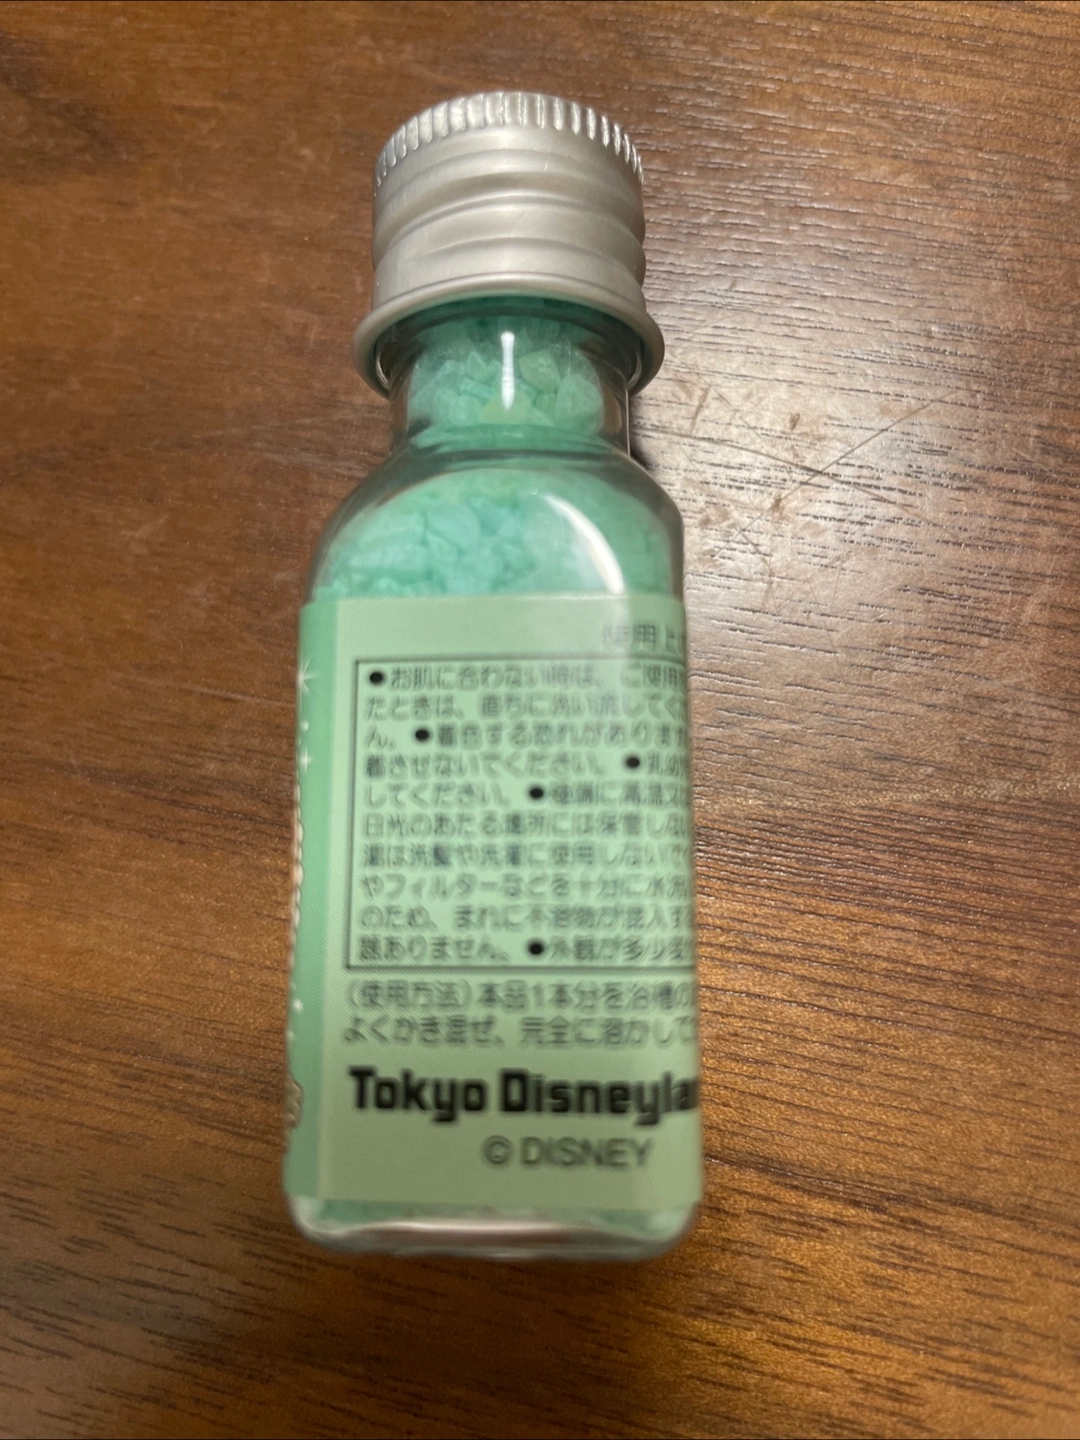 使用上の
●お肌に合わない時は、ご使用
たときは、直ちに洗い流してく
ん。●着色する恐れがあります
着させないでください。●乳幼
してください。●極端に高温又は
日光のあたる場所には保管しない
湯は洗髪や洗濯に使用しないで
やフィルターなどを十分に水洗
のため、まれに不溶物が混入する
題ありません。●外観が多少変
(使用方法)本品1本分を浴槽の
よくかき混ぜ、完全に溶かして
Tokyo Disneylan
© DISNEY